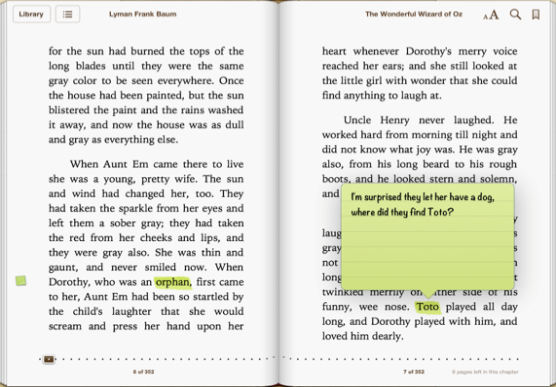 Library
Lyman Frank Baum
The Wonderful Wizard of Oz
AA
for the sun had burned the tops of the
long blades until they were the same
gray color to be seen everywhere. Once
the house had been painted, but the sun
blistered the paint and the rains washed
it away, and now the house was as dull
and gray as everything else.
When Aunt Em came there to live
she was a young, pretty wife. The sun
and wind had changed her, too. They
had taken the sparkle from her eyes and
left them a sober gray; they had taken
the red from her cheeks and lips, and
they were gray also. She was thin and
gaunt, and never smiled now. When
Dorothy, who was an orphan, first came
to her, Aunt Em had been so startled by
the child's laughter that she would
scream and press her hand upon her
6 of 352
heart whenever Dorothy's merry voice
reached her ears; and she still looked at
the little girl with wonder that she could
find anything to laugh at.
Uncle Henry never laughed. He
worked hard from morning till night and
did not know what joy was. He was gray
also, from his long beard to his rough
boots, and he looked stern and solemn,
and
I'm surprised they let her have a dog,
where did they find Toto?
laug
gray
not
long
twinkled merrily on either side of his
funny, wee nose. Toto played all day
long, and Dorothy played with him, and
loved him dearly.
7 of 352
6 pages left in this chapter